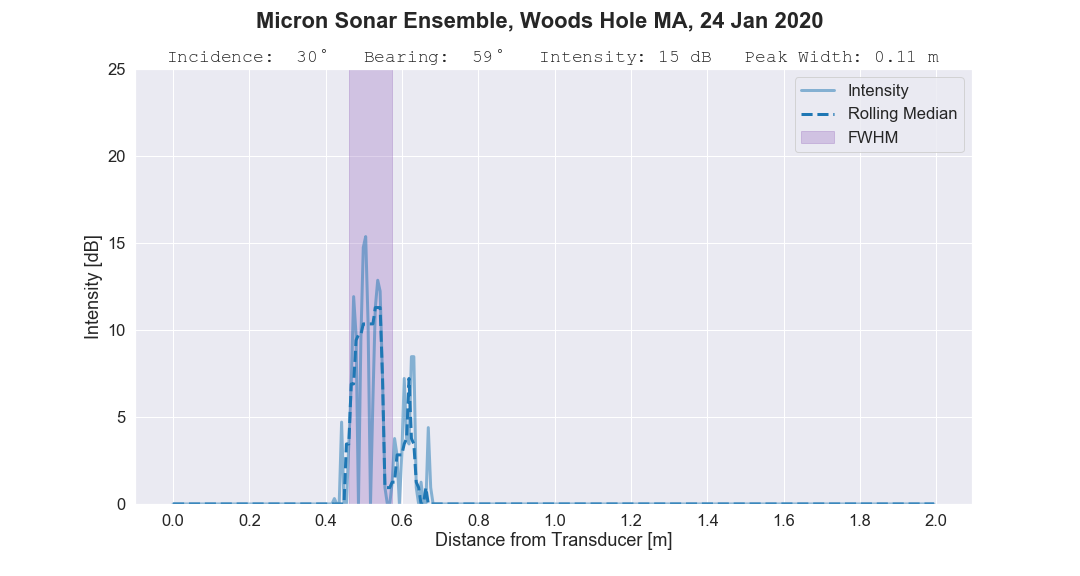 Micron Sonar Ensemble, Woods Hole MA, 24 Jan 2020
Incidence: 30° Bearing: 59° Intensity: 15 dB Peak Width: 0.11 m
25
20
15
10
5
0
Intensity [dB]
Intensity
Rolling Median
FWHM
0.0 0.2 0.4 0.6 0.8 1.0 1.2 1.4 1.6 1.8 2.0
Distance from Transducer [m]